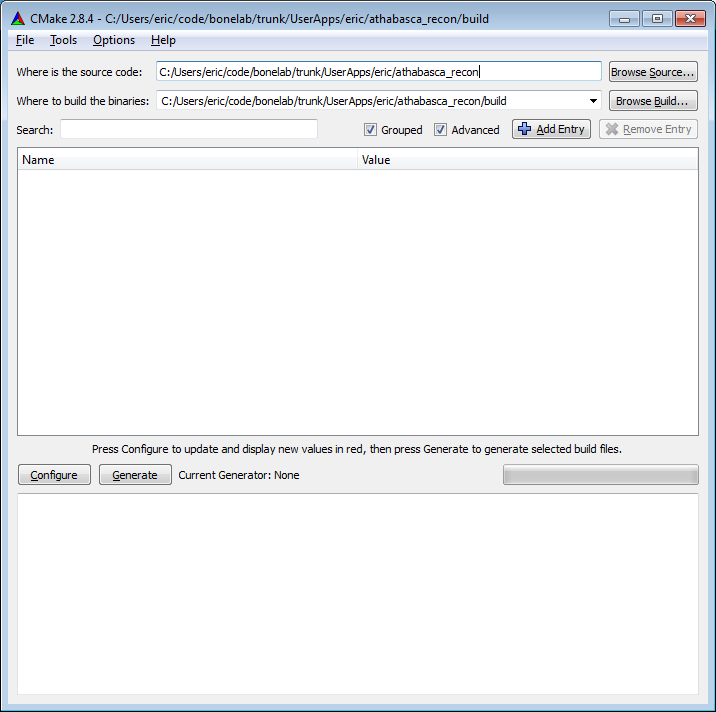 CMake 2.8.4 - C:/Users/eric/code/bonelab/trunk/UserApps/eric/athabasca_recon/build
File Tools Options Help
Where is the source code: C:/Users/eric/code/bonelab/trunk/UserApps/eric/athabasca_recon Browse Source...
Where to build the binaries: C:/Users/eric/code/bonelab/trunk/UserApps/eric/athabasca_recon/build Browse Build...
Search: Grouped Advanced Add Entry Remove Entry
Name Value
Press Configure to update and display new values in red, then press Generate to generate selected build files.
Configure Generate Current Generator: None